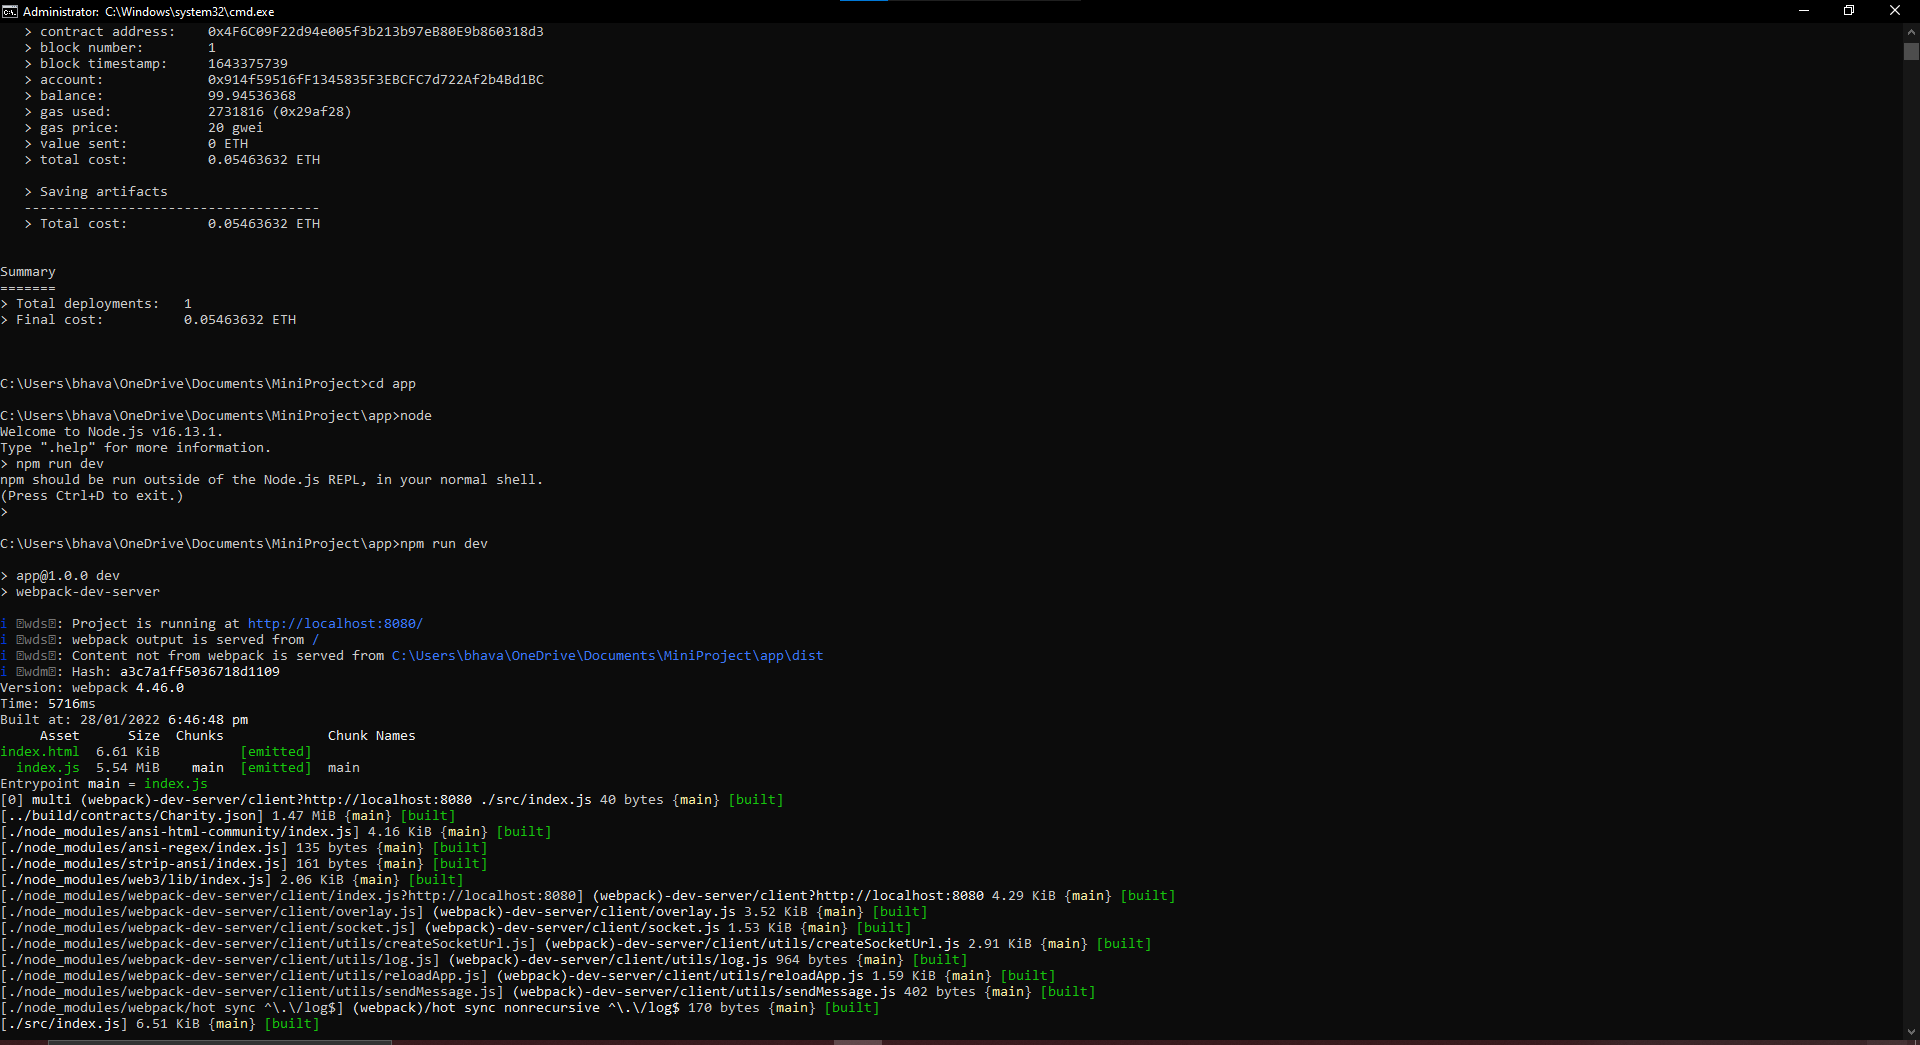 Administrator: C:\Windows\system32\cmd.exe
> contract address: 0x4F6C09F22d94e005f3b213b97eB80E9b860318d3
> block number: 1
> block timestamp: 1643375739
> account: 0x914f59516fF1345835F3EBCFC7d722Af2b4Bd1BC
> balance: 99.94536368
> gas used: 2731816 (0x29af28)
> gas price: 20 gwei
> value sent: 0 ETH
> total cost: 0.05463632 ETH
> Saving artifacts
-------------------------------------
> Total cost: 0.05463632 ETH
Summary
=======
> Total deployments: 1
> Final cost: 0.05463632 ETH
C:\Users\bhava\OneDrive\Documents\MiniProject>cd app
C:\Users\bhava\OneDrive\Documents\MiniProject\app>node
Welcome to Node.js v16.13.1.
Type ".help" for more information.
> npm run dev
npm should be run outside of the Node.js REPL, in your normal shell.
(Press Ctrl+D to exit.)
>
C:\Users\bhava\OneDrive\Documents\MiniProject\app>npm run dev
> app@1.0.0 dev
> webpack-dev-server
i ｢wds｣: Project is running at http://localhost:8080/
i ｢wds｣: webpack output is served from /
i ｢wds｣: Content not from webpack is served from C:\Users\bhava\OneDrive\Documents\MiniProject\app\dist
i ｢wdm｣: Hash: a3c7a1ff5036718d1109
Version: webpack 4.46.0
Time: 5716ms
Built at: 28/01/2022 6:46:48 pm
Asset Size Chunks Chunk Names
index.html 6.61 KiB [emitted]
index.js 5.54 MiB main [emitted] main
Entrypoint main = index.js
[0] multi (webpack)-dev-server/client?http://localhost:8080 ./src/index.js 40 bytes {main} [built]
[../build/contracts/Charity.json] 1.47 MiB {main} [built]
[./node_modules/ansi-html-community/index.js] 4.16 KiB {main} [built]
[./node_modules/ansi-regex/index.js] 135 bytes {main} [built]
[./node_modules/strip-ansi/index.js] 161 bytes {main} [built]
[./node_modules/web3/lib/index.js] 2.06 KiB {main} [built]
[./node_modules/webpack-dev-server/client/index.js?http://localhost:8080] (webpack)-dev-server/client?http://localhost:8080 4.29 KiB {main} [built]
[./node_modules/webpack-dev-server/client/overlay.js] (webpack)-dev-server/client/overlay.js 3.52 KiB {main} [built]
[./node_modules/webpack-dev-server/client/socket.js] (webpack)-dev-server/client/socket.js 1.53 KiB {main} [built]
[./node_modules/webpack-dev-server/client/utils/createSocketUrl.js] (webpack)-dev-server/client/utils/createSocketUrl.js 2.91 KiB {main} [built]
[./node_modules/webpack-dev-server/client/utils/log.js] (webpack)-dev-server/client/utils/log.js 964 bytes {main} [built]
[./node_modules/webpack-dev-server/client/utils/reloadApp.js] (webpack)-dev-server/client/utils/reloadApp.js 1.59 KiB {main} [built]
[./node_modules/webpack-dev-server/client/utils/sendMessage.js] (webpack)-dev-server/client/utils/sendMessage.js 402 bytes {main} [built]
[./node_modules/webpack/hot sync ^\.\/log$] (webpack)/hot sync nonrecursive ^\.\/log$ 170 bytes {main} [built]
[./src/index.js] 6.51 KiB {main} [built]